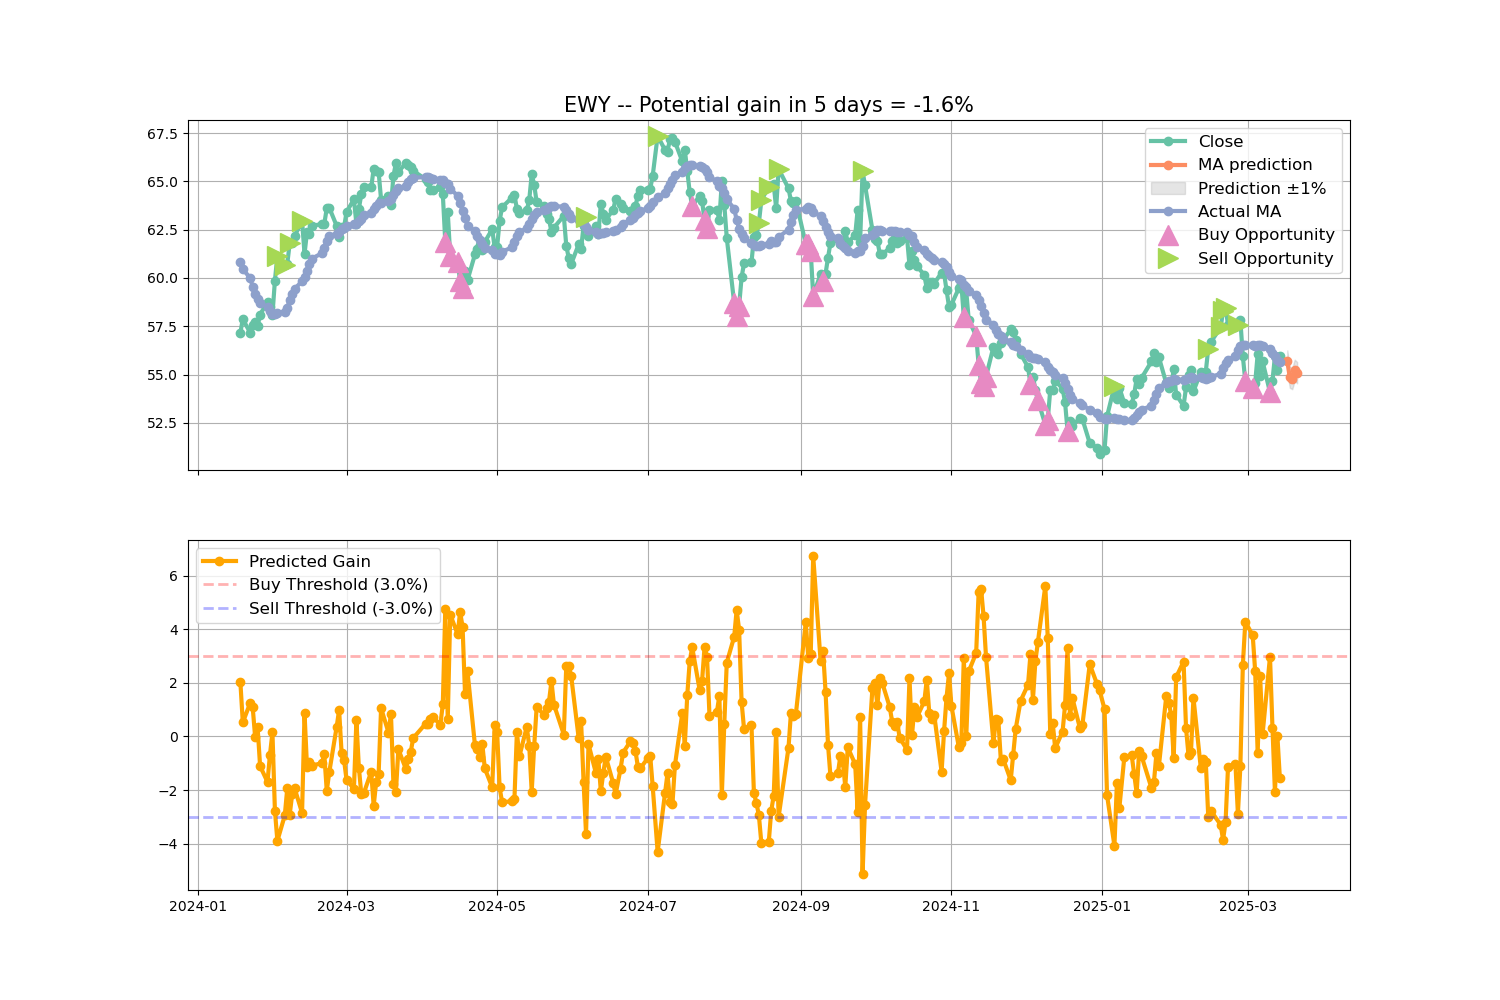 EWY -- Potential gain in 5 days = -1.6%
67.5
65.0
62.5
60.0
57.5
55.0
52.5
Close
MA prediction
Prediction ±1%
Actual MA
Buy Opportunity
Sell Opportunity
6
4
2
0
−2
−4
Predicted Gain
Buy Threshold (3.0%)
Sell Threshold (-3.0%)
2024-01
2024-03
2024-05
2024-07
2024-09
2024-11
2025-01
2025-03